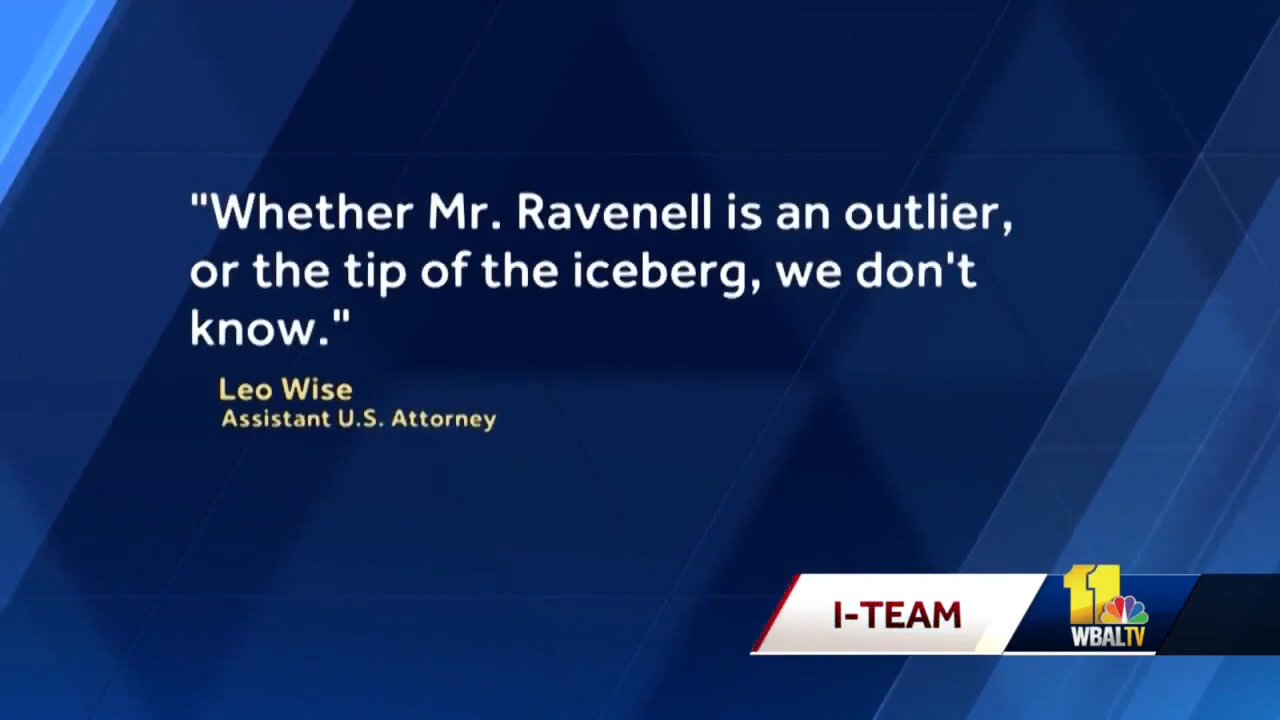 "Whether Mr. Ravenell is an outlier,
or the tip of the iceberg, we don't
know."
Leo Wise
Assistant U.S. Attorney
I-TEAM
11
WBALTV